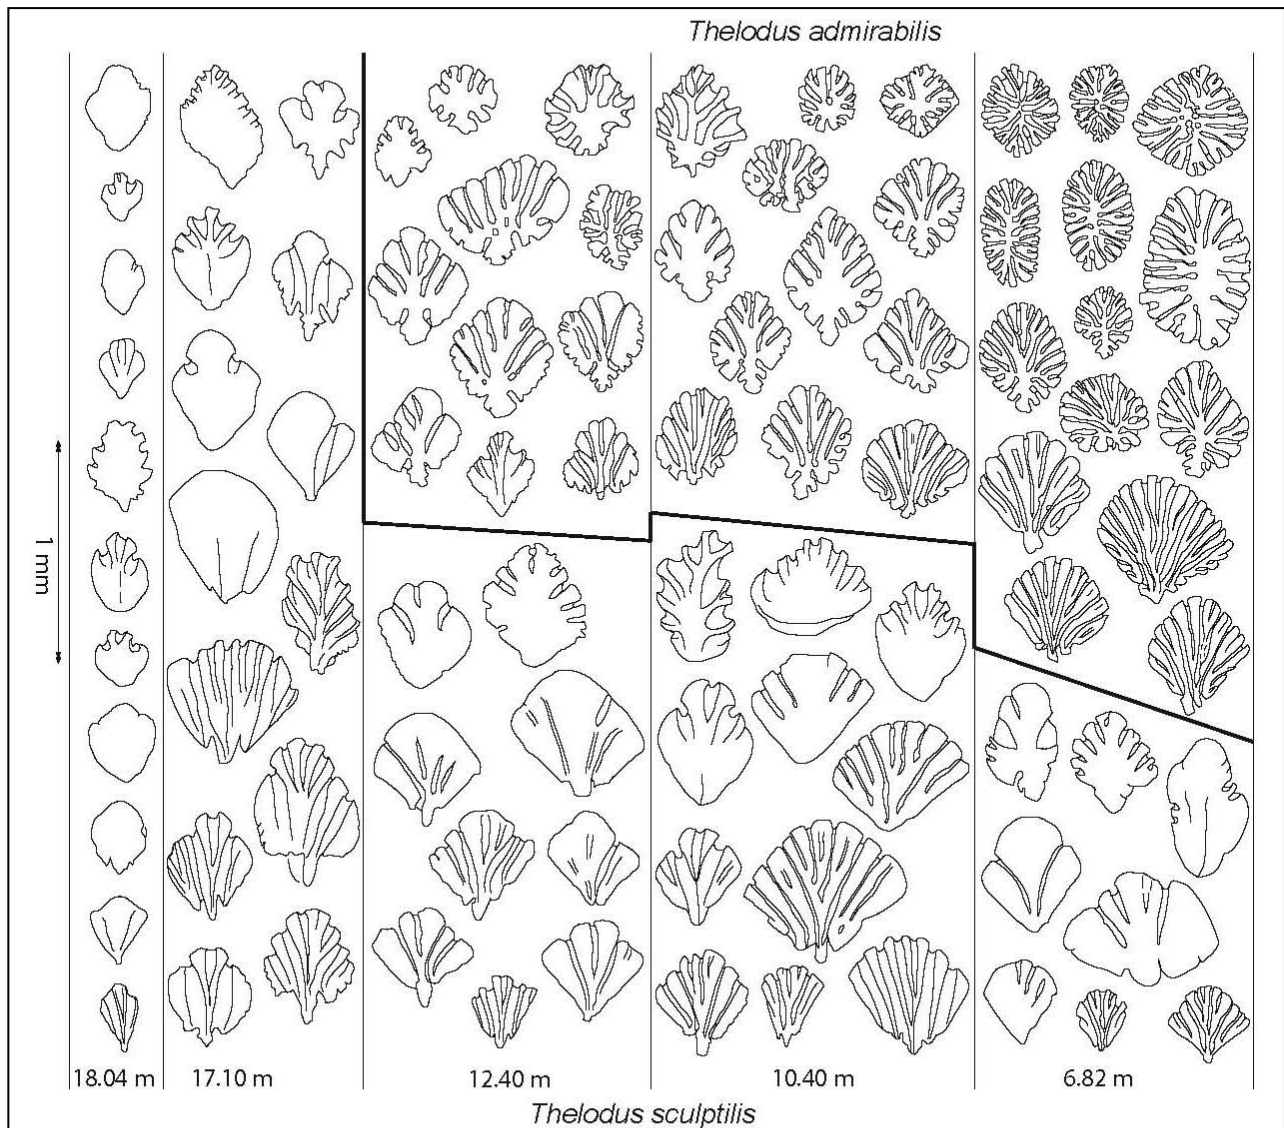 Thelodus admirabilis
1 mm
18.04 m
17.10 m
12.40 m
10.40 m
6.82 m
Thelodus sculptilis